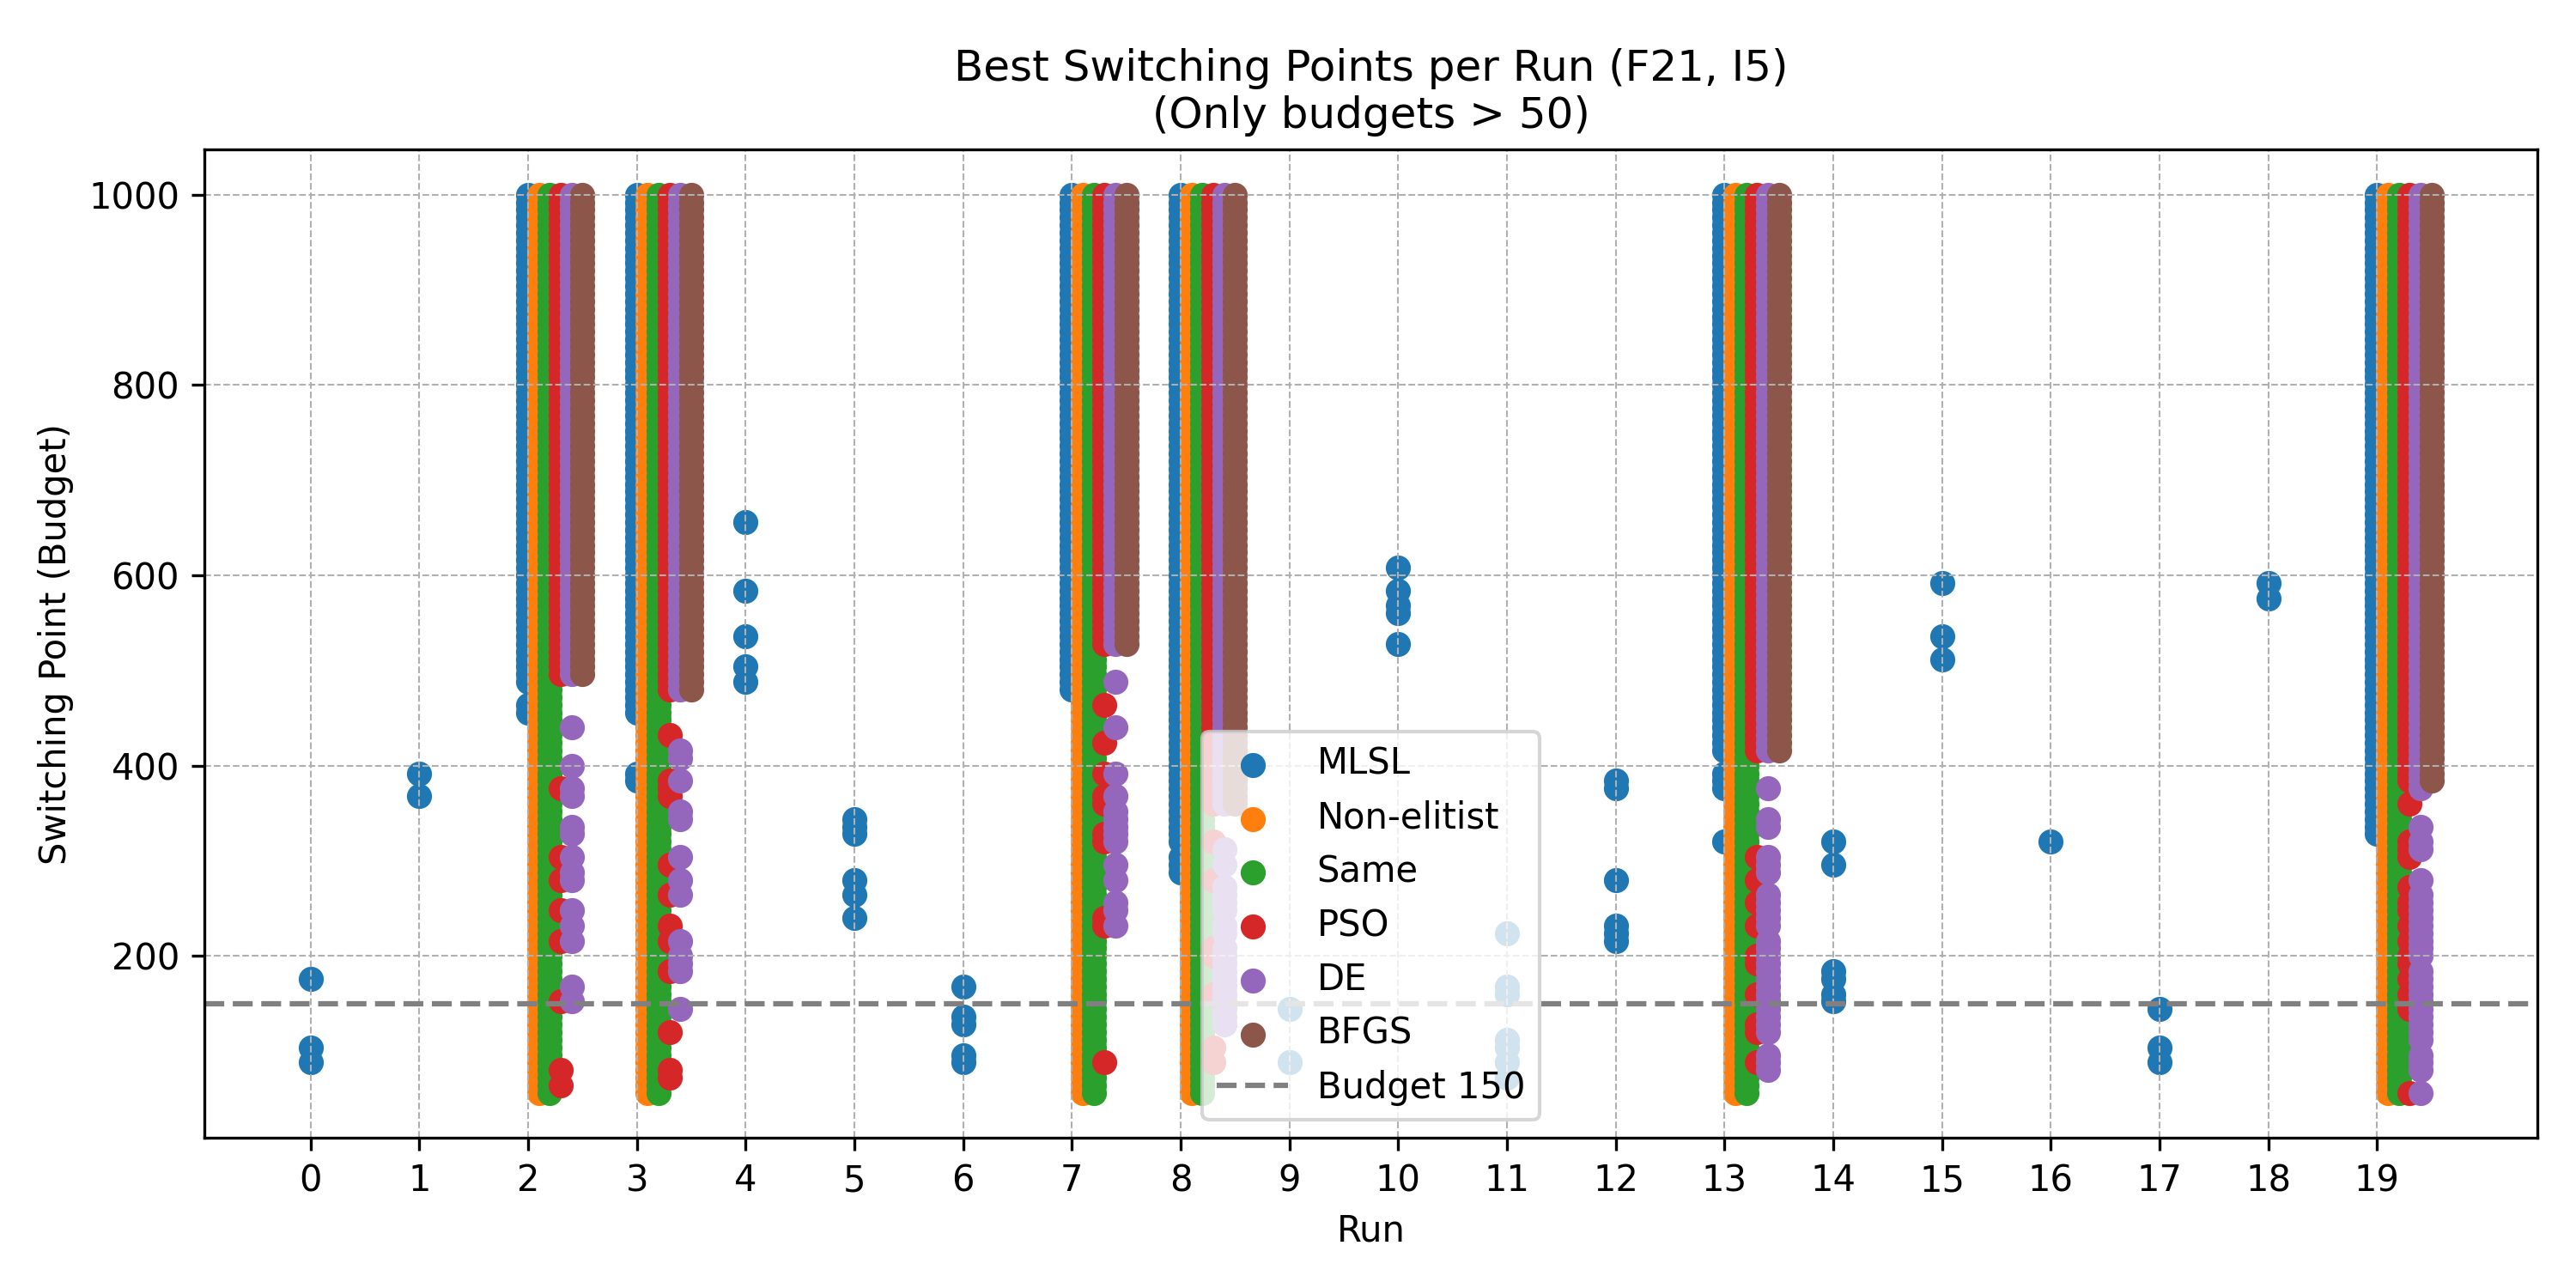 Best Switching Points per Run (F21, I5)
(Only budgets > 50)
Switching Point (Budget)
1000
800
600
400
200
MLSL
Non-elitist
Same
PSO
DE
BFGS
Budget 150
0 1 2 3 4 5 6 7 8 9 10 11 12 13 14 15 16 17 18 19
Run